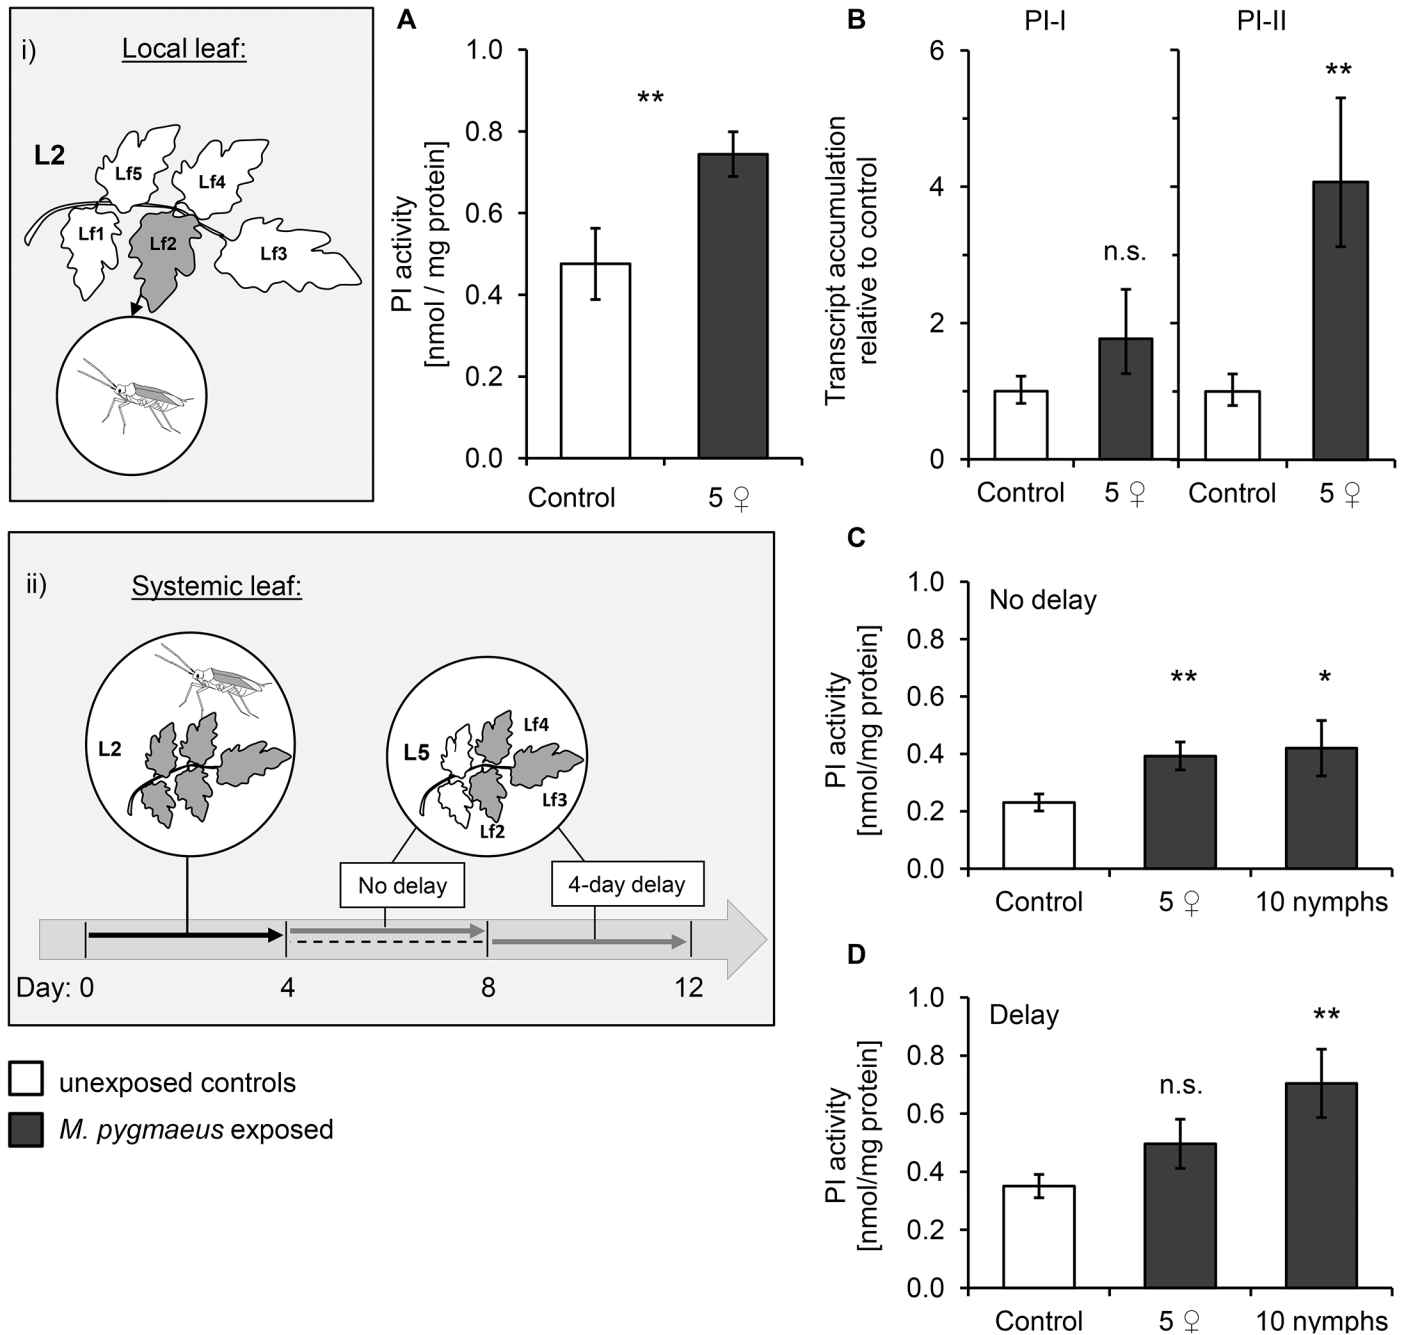 i)
Local leaf:
L2
Lf5
Lf4
Lf1
Lf2
Lf3
A
PI activity
[nmol / mg protein]
1.0
0.8
0.6
0.4
0.2
0.0
**
Control
5 ♀
B
PI-I
PI-II
Transcript accumulation
relative to control
6
4
2
0
n.s.
**
Control
5 ♀
Control
5 ♀
ii)
Systemic leaf:
L2
L5
Lf4
Lf3
Lf2
No delay
4-day delay
Day: 0
4
8
12
unexposed controls
M. pygmaeus exposed
C
No delay
PI activity
[nmol/mg protein]
1.0
0.8
0.6
0.4
0.2
0.0
**
*
Control
5 ♀
10 nymphs
D
Delay
PI activity
[nmol/mg protein]
1.0
0.8
0.6
0.4
0.2
0.0
n.s.
**
Control
5 ♀
10 nymphs